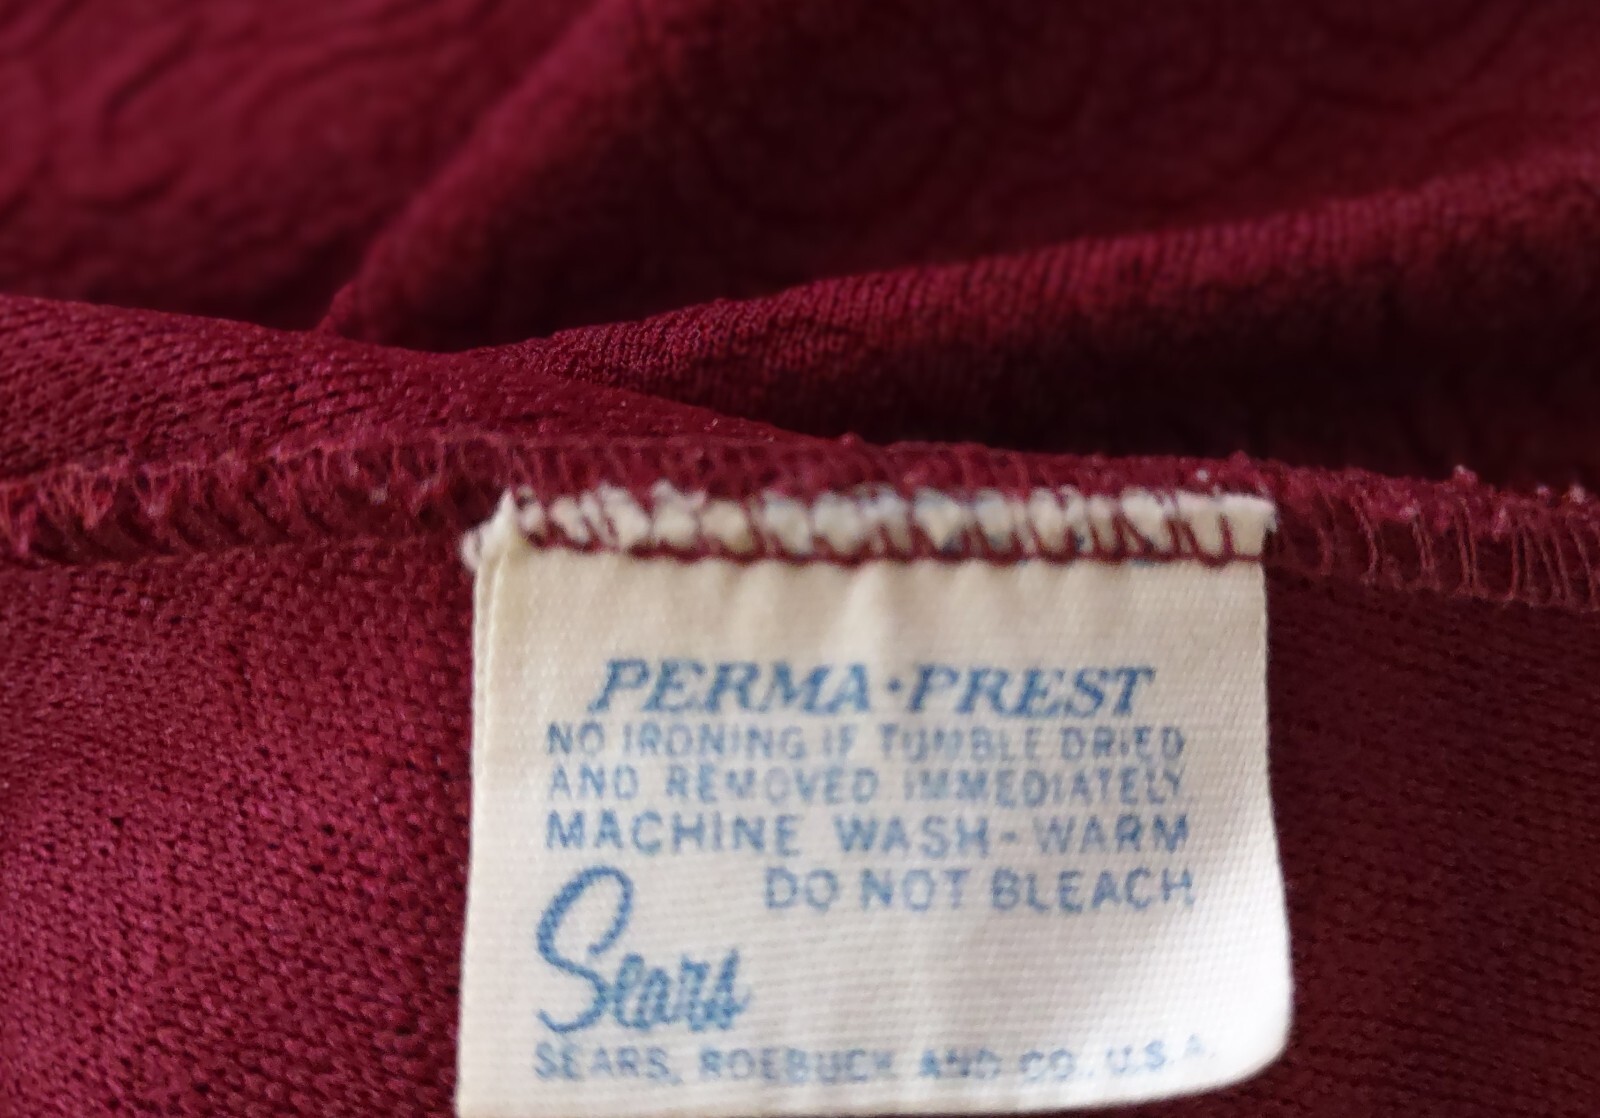 PERMA·PREST
NO IRONING IF TUMBLE DRIED
AND REMOVED IMMEDIATELY
MACHINE WASH-WARM
DO NOT BLEACH
Sears
SEARS, ROEBUCK AND CO., U.S.A.